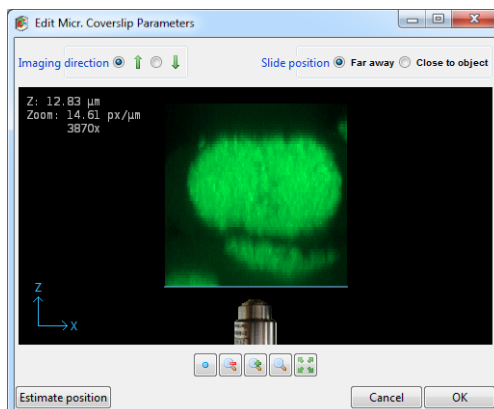 Edit Micr. Coverslip Parameters
Imaging direction
Slide position Far away Close to object
Z: 12.83 µm
Zoom: 14.61 px/µm
3870x
Z
X
Estimate position Cancel OK